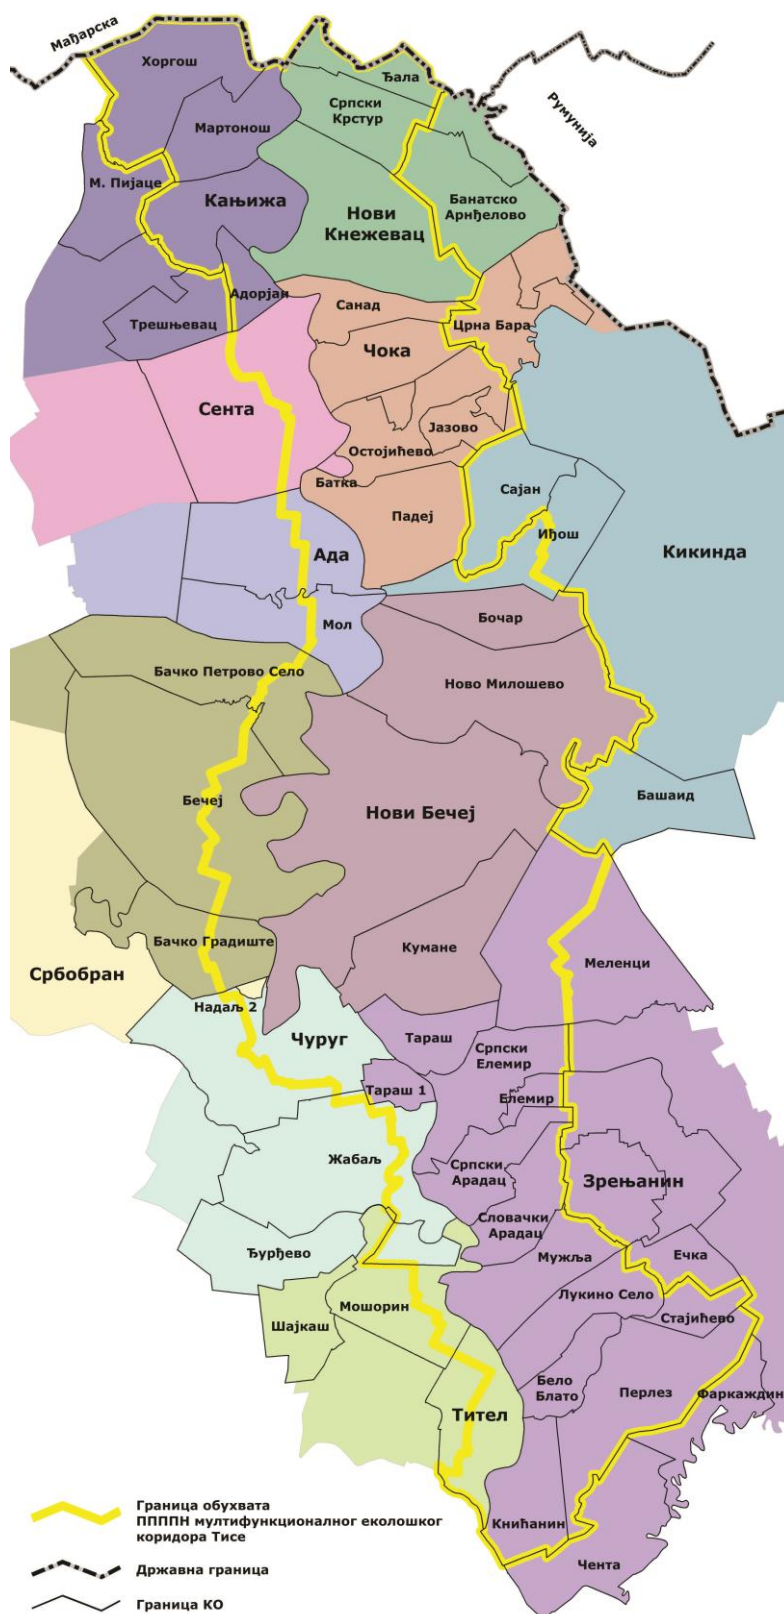 Мађарска
Хоргош
Ђала
Српски
Крстур
Румунија
Мартонош
М. Пијаце
Кањижа
Банатско
Арнђелово
Нови
Кнежевац
Адорјан
Санад
Трешњевац
Црна Бара
Чока
Сента
Јазово
Остојићево
Батка
Сајан
Падеј
Иђош
Ада
Кикинда
Мол
Бочар
Бачко Петрово Село
Ново Милошево
Бечеј
Башаид
Нови Бечеј
Бачко Градиште
Кумане
Меленци
Србобран
Надаљ 2
Чуруг
Тараш
Српски
Елемир
Тараш 1
Елемир
Жабаљ
Српски
Арадац
Зрењанин
Словачки
Арадац
Ђурђево
Мужља
Ечка
Лукино Село
Мошорин
Стајићево
Шајкаш
Бело
Блато
Перлез
Фаркаждин
Тител
Книћанин
Чента
Граница обухвата
ПППН мултифункционалног еколошког
коридора Тисе
Државна граница
Граница КО